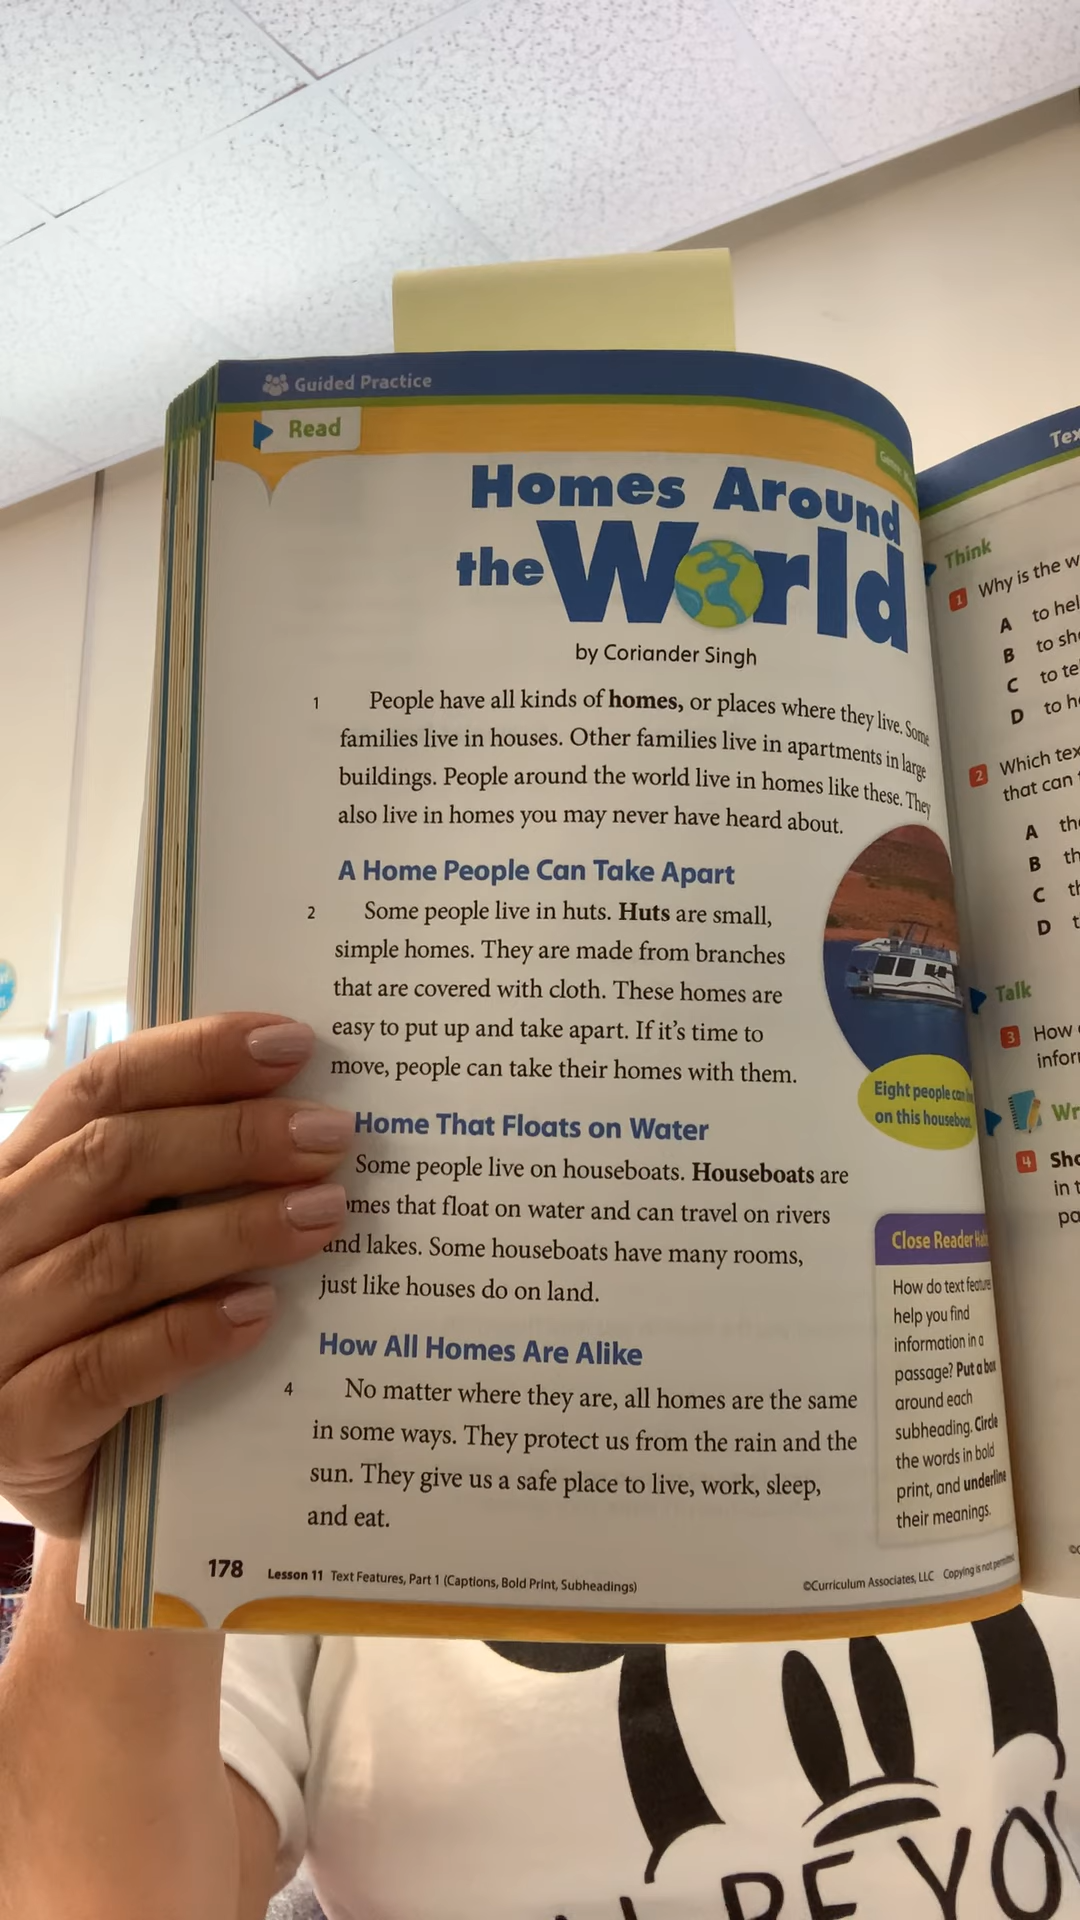 Guided Practice
Read
Homes Around
the World
by Coriander Singh
1 People have all kinds of homes, or places where they live. Some
families live in houses. Other families live in apartments in large
buildings. People around the world live in homes like these. They
also live in homes you may never have heard about.
A Home People Can Take Apart
2 Some people live in huts. Huts are small,
simple homes. They are made from branches
that are covered with cloth. These homes are
easy to put up and take apart. If it's time to
move, people can take their homes with them.
Home That Floats on Water
Some people live on houseboats. Houseboats are
that float on water and can travel on rivers
and lakes. Some houseboats have many rooms,
just like houses do on land.
How All Homes Are Alike
4 No matter where they are, all homes are the same
in some ways. They protect us from the rain and the
sun. They give us a safe place to live, work, sleep,
and eat.
Eight people can
on this houseboat.
Close Reader
How do text features
help you find
information in a
passage? Put a box
around each
subheading. Circle
the words in bold
print, and underline
their meanings.
178 Lesson 11 Text Features, Part 1 (Captions, Bold Print, Subheadings)
©Curriculum Associates, LLC Copying is not permitted.
Think
1 Why is the
A to
B to
C to
D to
2 Which
that can
A
B
C
D
Talk
3 How
4
in
BE